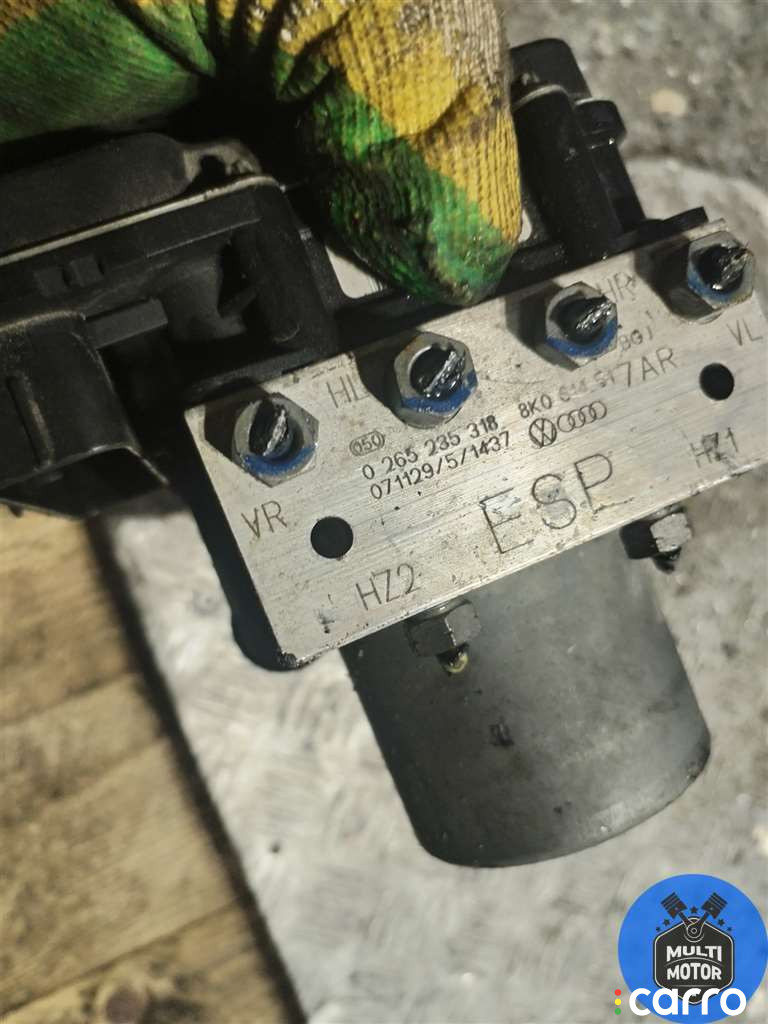 HL HR
VR VL
050
0 265 235 318 8K0
071129/5/1437
7AR
ESP
HZ2 HZ1
MULTI
MOTOR
carro